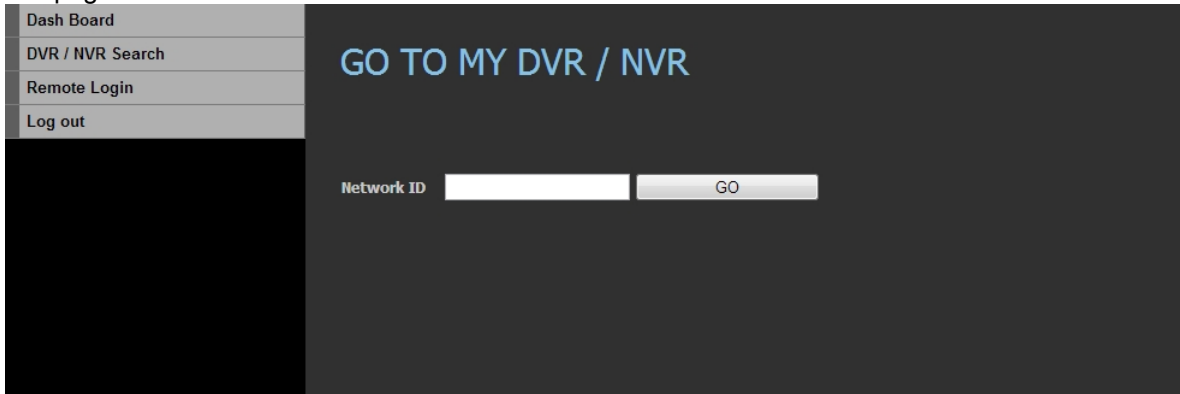 Dash Board
DVR / NVR Search
Remote Login
Log out
GO TO MY DVR / NVR
Network ID
GO